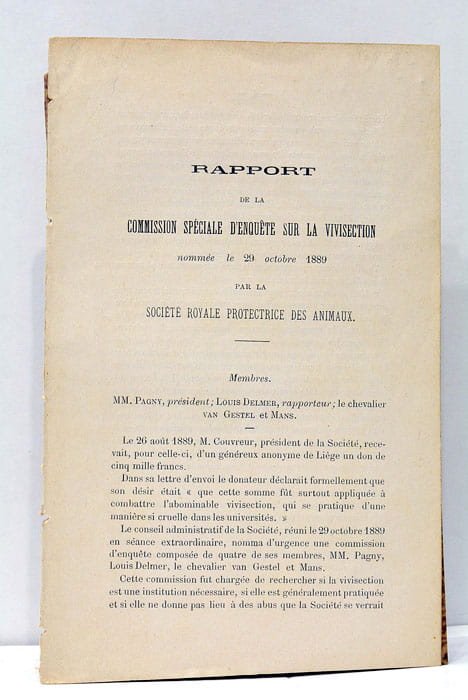 RAPPORT
DE LA
COMMISSION SPÉCIALE D'ENQUÊTE SUR LA VIVISECTION
nommée le 29 octobre 1889
PAR LA
SOCIÉTÉ ROYALE PROTECTRICE DES ANIMAUX.
Membres.
MM. PAGNY, président; LOUIS DELMER, rapporteur; le chevalier
VAN GESTEL et MANS.
Le 26 août 1889, M. Couvreur, président de la Société, rece-
vait, pour celle-ci, d'un généreux anonyme de Liége un don de
cinq mille francs.
Dans sa lettre d'envoi le donateur déclarait formellement que
son désir était « que cette somme fût surtout appliquée à
combattre l'abominable vivisection, qui se pratique d'une
manière si cruelle dans les universités. »
Le conseil administratif de la Société, réuni le 29 octobre 1889
en séance extraordinaire, nomma d'urgence une commission
d'enquête composée de quatre de ses membres, MM. Pagny,
Louis Delmer, le chevalier van Gestel et Mans.
Cette commission fut chargée de rechercher si la vivisection
est une institution nécessaire, si elle est généralement pratiquée
et si elle ne donne pas lieu à des abus que la Société se verrait